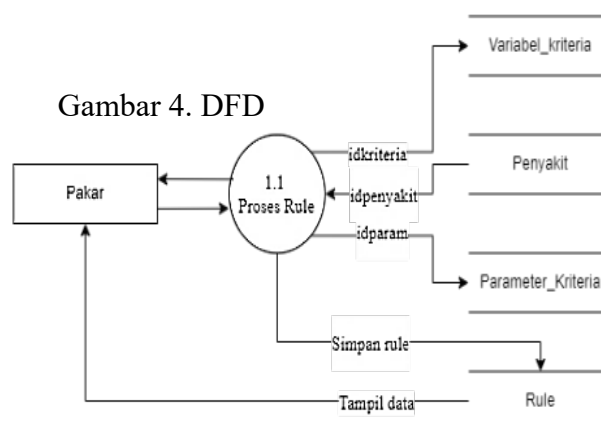 Variabel_kriteria
Gambar 4. DFD
idkriteria
Penyakit
1.1
Proses Rule
Pakar
idpenyakit
idparam
Parameter_Kriteria
Simpan rule
Tampil data
Rule